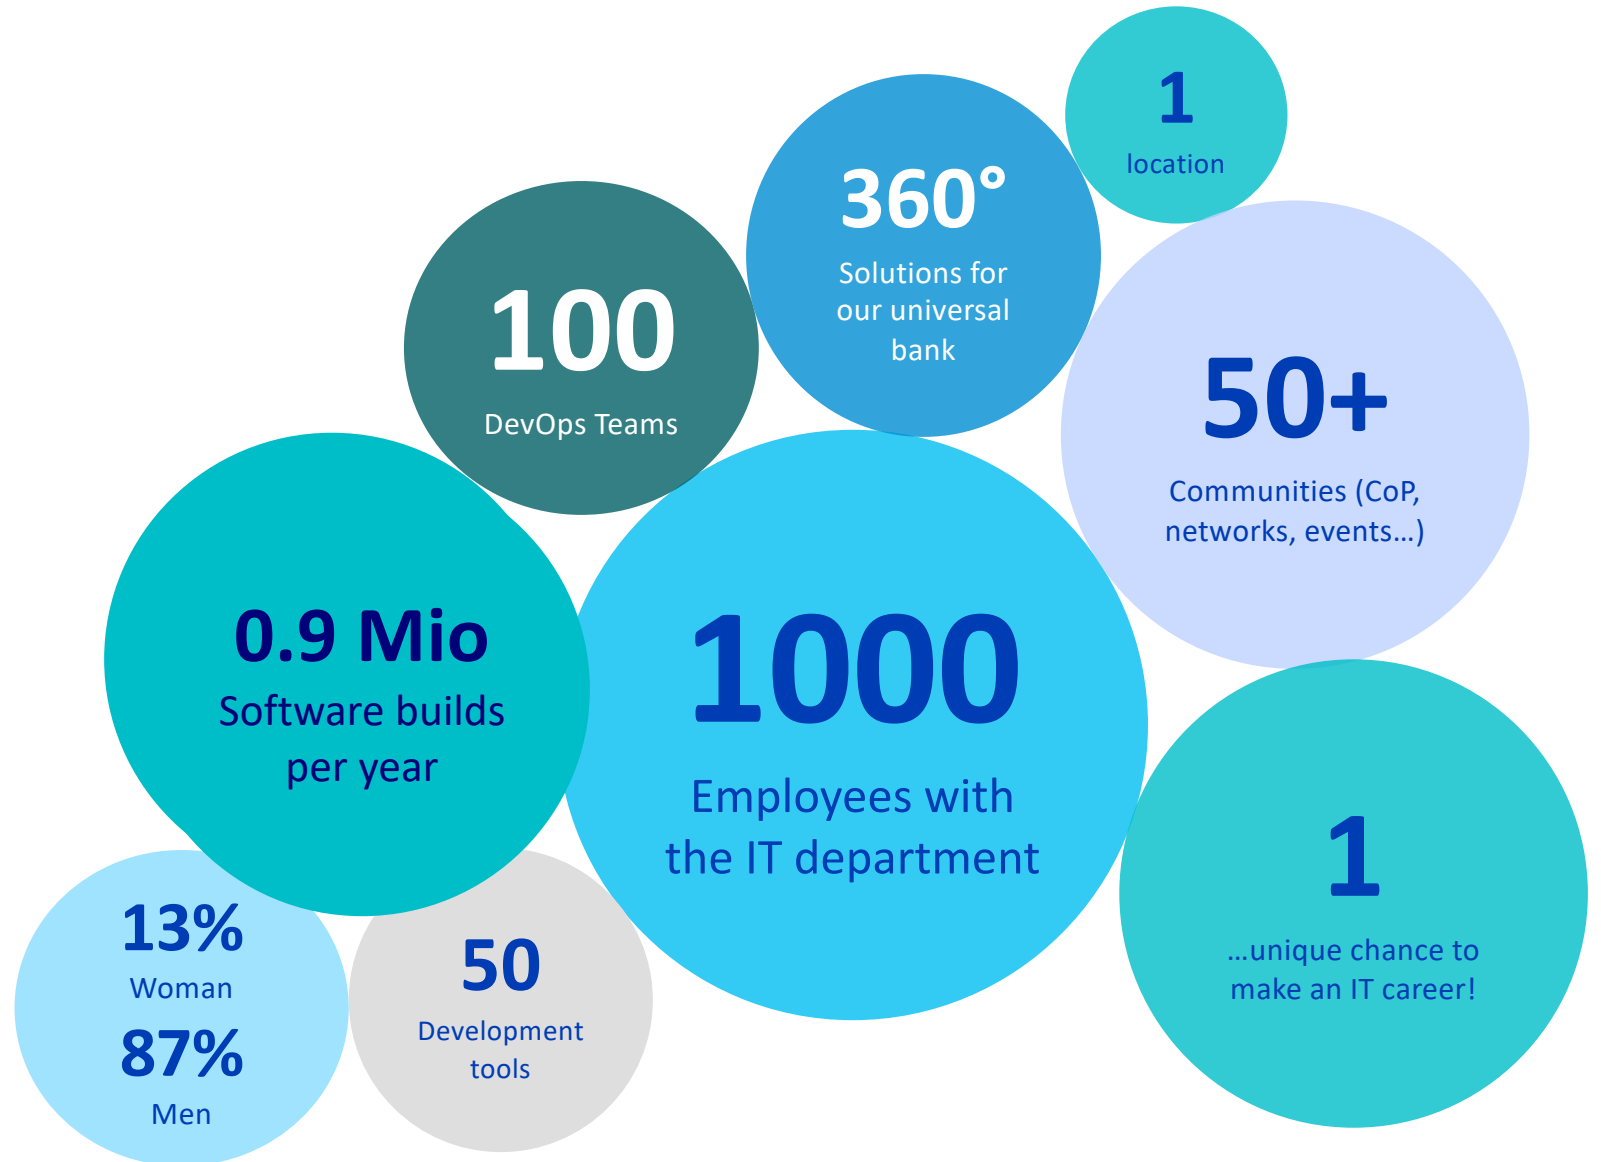 1
location
360°
Solutions for
our universal
bank
100
DevOps Teams
50+
Communities (CoP,
networks, events...)
0.9 Mio
Software builds
per year
1000
Employees with
the IT department
1
...unique chance to
make an IT career!
13%
Woman
87%
Men
50
Development
tools